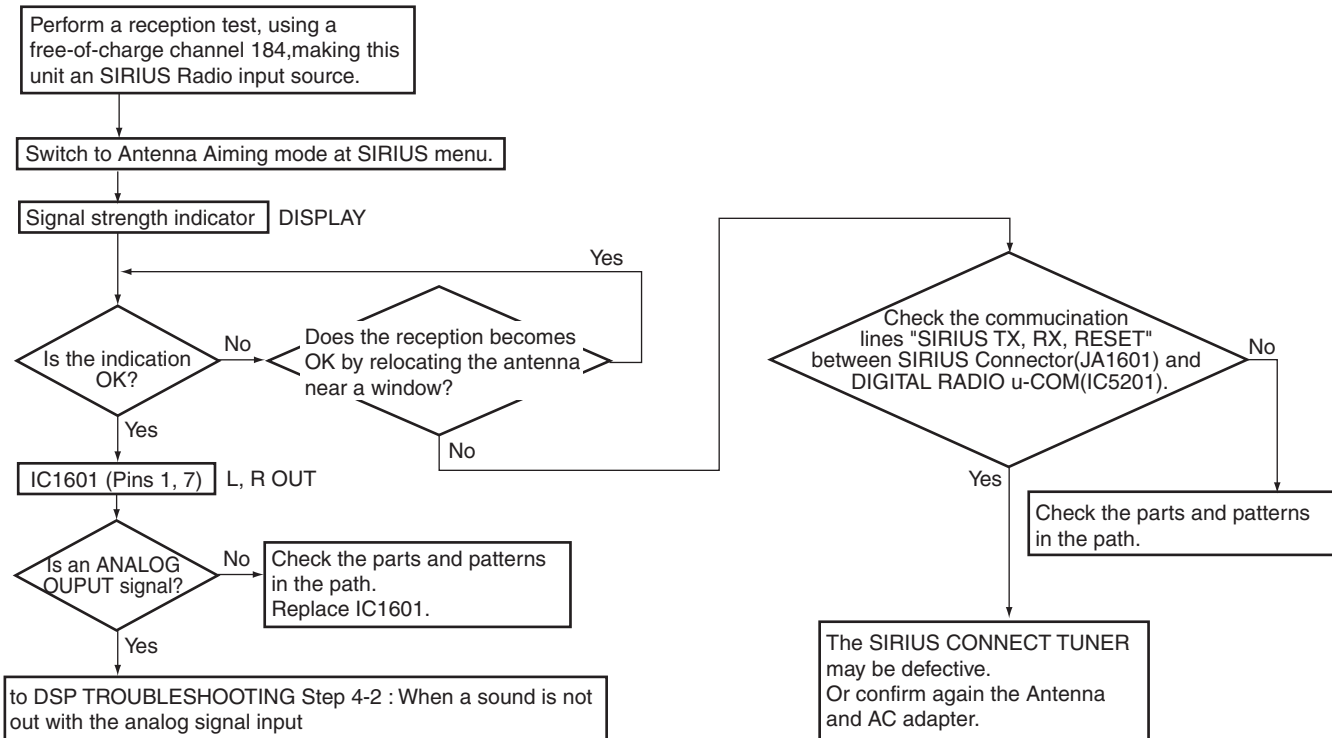 Perform a reception test, using a
free-of-charge channel 184,making this
unit an SIRIUS Radio input source.
Switch to Antenna Aiming mode at SIRIUS menu.
Signal strength indicator
DISPLAY
Yes
Is the indication
OK?
No
Does the reception becomes
OK by relocating the antenna
near a window?
No
Yes
IC1601 (Pins 1, 7)
L, R OUT
Is an ANALOG
OUPUT signal?
No
Check the parts and patterns
in the path.
Replace IC1601.
Yes
to DSP TROUBLESHOOTING Step 4-2 : When a sound is not
out with the analog signal input
Check the commucination
lines "SIRIUS TX, RX, RESET"
between SIRIUS Connector(JA1601) and
DIGITAL RADIO u-COM(IC5201).
No
Yes
Check the parts and patterns
in the path.
The SIRIUS CONNECT TUNER
may be defective.
Or confirm again the Antenna
and AC adapter.